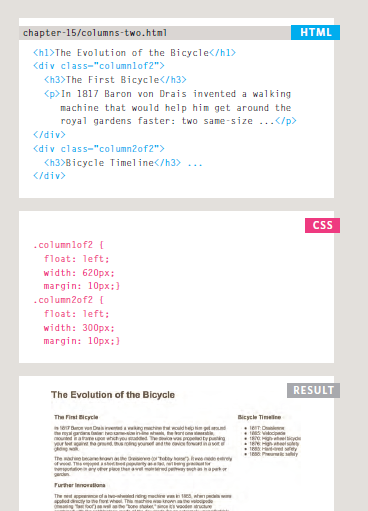 chapter-15/columns-two.html
HTML
<h1>The Evolution of the Bicycle</h1>
<div class="column1of2">
<h3>The First Bicycle</h3>
<p>In 1817 Baron von Drais invented a walking
machine that would help him get around the
royal gardens faster: two same-size ...</p>
</div>
<div class="column2of2">
<h3>Bicycle Timeline</h3> ...
</div>
CSS
.column1of2 {
float: left;
width: 620px;
margin: 10px;}
.column2of2 {
float: left;
width: 300px;
margin: 10px;}
RESULT
The Evolution of the Bicycle
The First Bicycle
In 1817 Baron von Drais invented a walking machine that would help him get around
the royal gardens faster: two same-size in-line wheels, the front one steerable,
mounted in a frame upon which you straddled. The device was propelled by pushing
your feet against the ground, thus rolling yourself and the device forward in a sort of
gliding walk.
The machine became known as the Draisienne (or "hobby horse"). It was made entirely
of wood. This enjoyed a short lived popularity as a fad, not being practical for
transportation in any other place than a well maintained pathway such as in a park or
garden.
Further Innovations
The next appearance of a two-wheeled riding machine was in 1865, when pedals were
applied directly to the front wheel. This machine was known as the velocipede
(meaning "fast foot") as well as the "bone shaker," since it's wooden structure
Bicycle Timeline
1817: Draisienne
1865: Velocipede
1870: High-wheel bicycle
1876: High-wheel safety
1885: Hard-tired safety
1888: Pneumatic safety